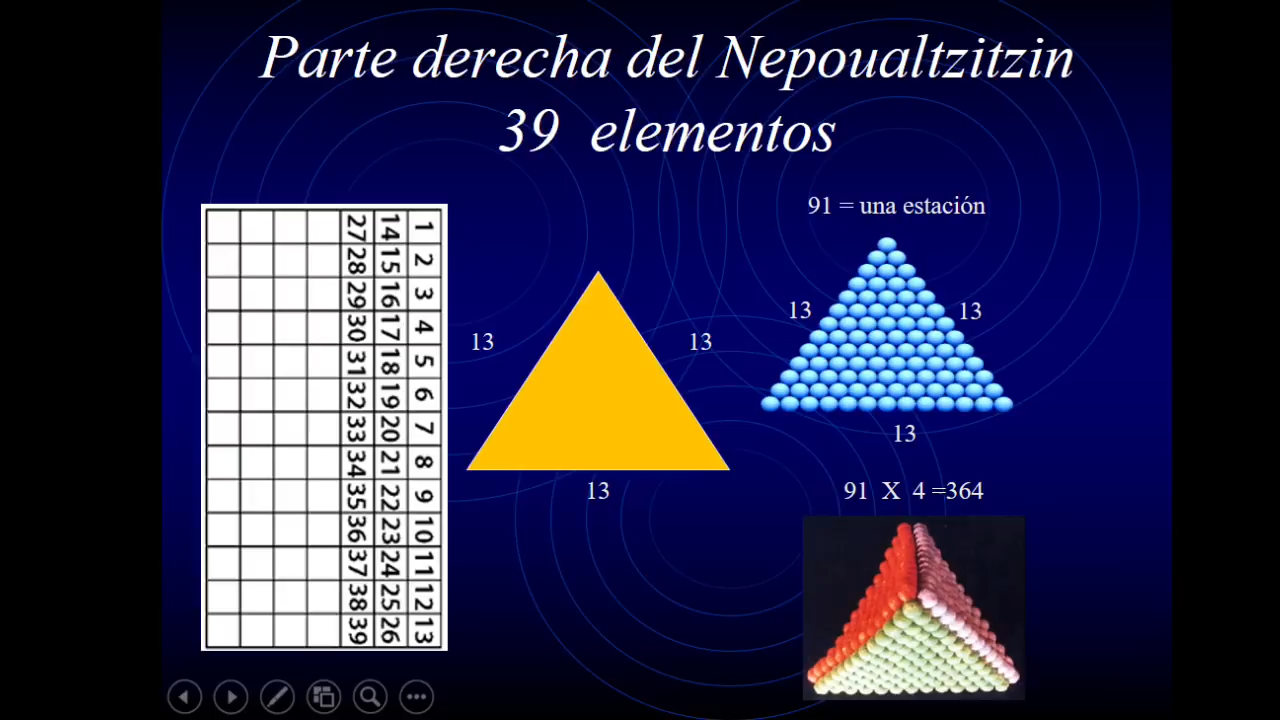 Parte derecha del Nepoualtzitzin
39 elementos
27 14 1
28 15 2
29 16 3
30 17 4
31 18 5
32 19 6
33 20 7
34 21 8
35 22 9
36 23 10
37 24 11
38 25 12
39 26 13
13
13
13
91 = una estación
13
13
13
91 X 4 =364